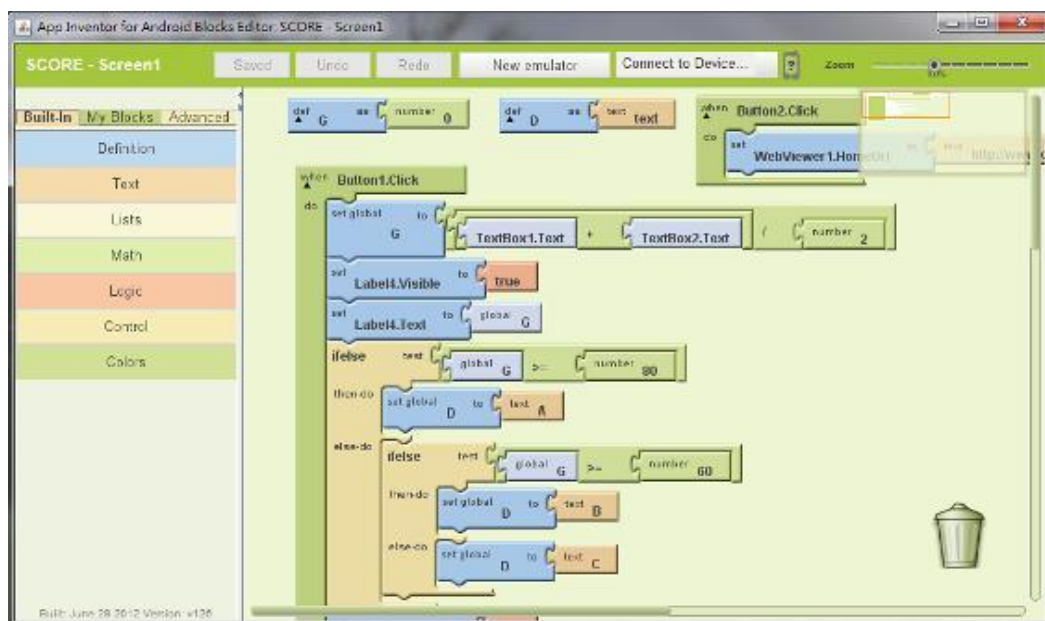 App Inventor for Android Blocks Editor: SCORE - Screen1
SCORE - Screen1 Saved Undo Redo New emulator Connect to Device... ? Zoom
Built-In My Blocks Advanced
Definition
Text
Lists
Math
Logic
Control
Colors
def G as number 0
def D as text text
when Button2.Click
do set WebViewer1.HomeUrl
when Button1.Click
do set global G to TextBox1.Text + TextBox2.Text / number 2
set Label4.Visible to true
set Label4.Text to global G
ifelse test global G >= number 80
then-do set global D to text A
else-do ifelse test global G >= number 60
then-do set global D to text B
else-do set global D to text C
Built: June 28 2012 Version: v126